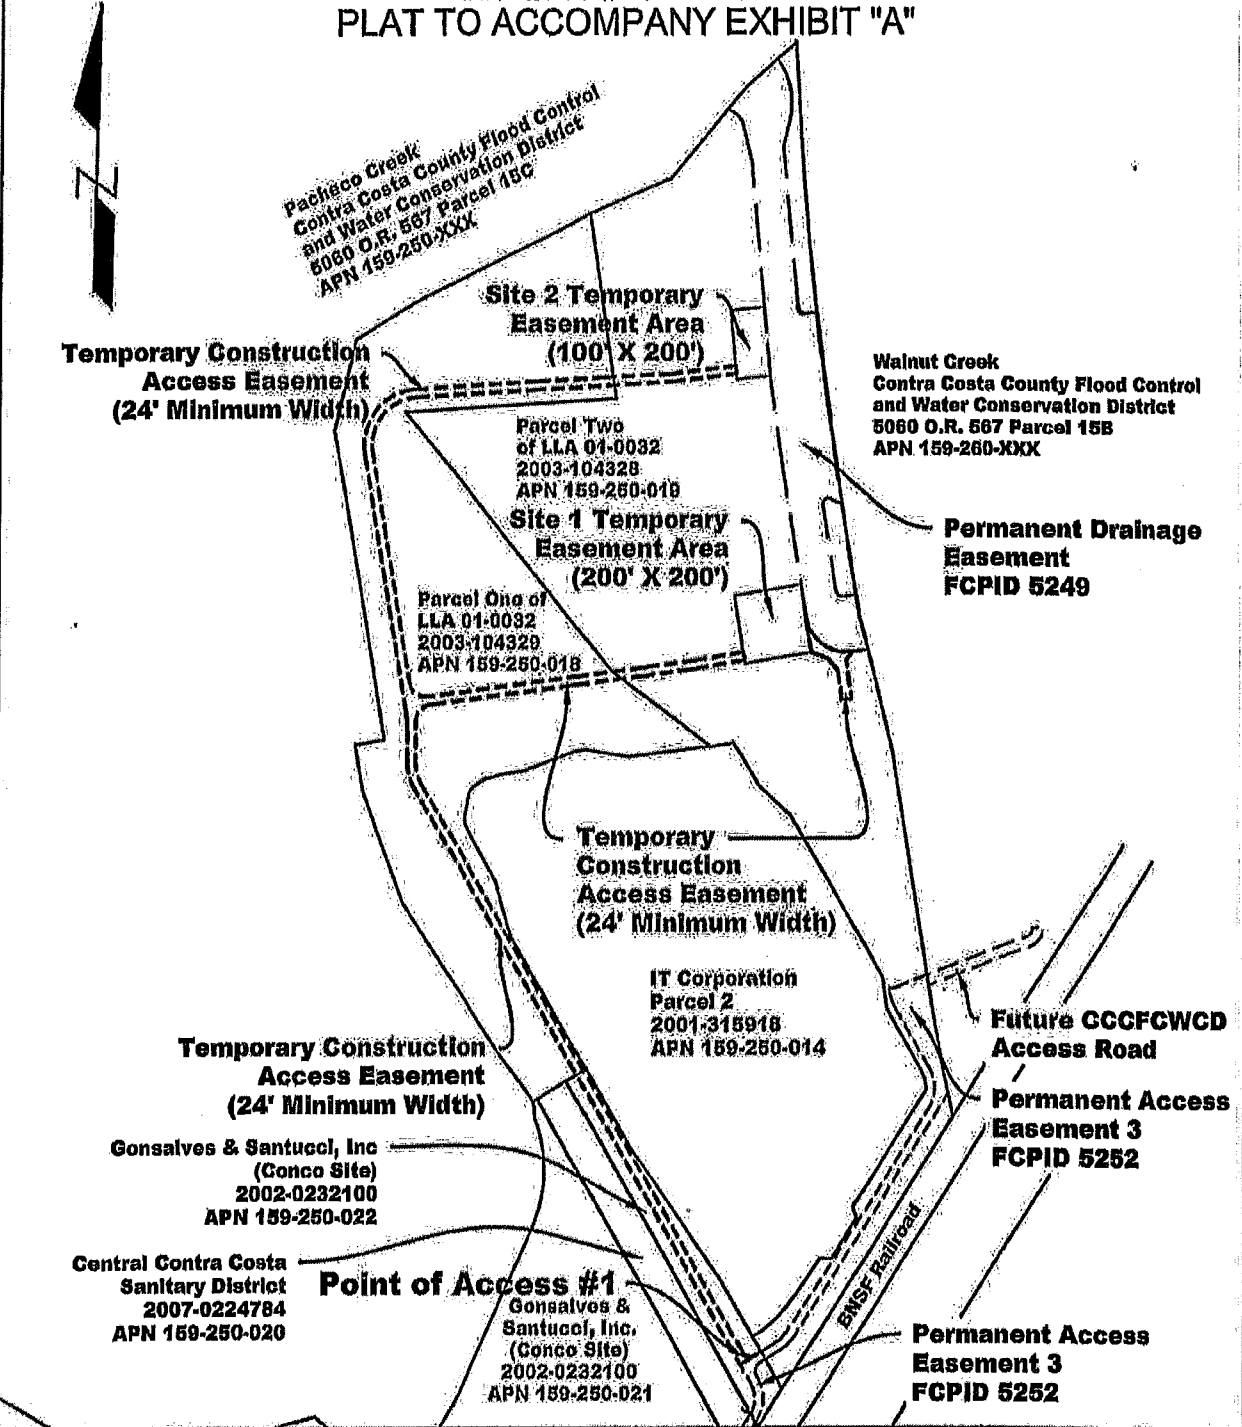 PLAT TO ACCOMPANY EXHIBIT "A"
Pacheco Creek
Contra Costa County Flood Control
and Water Conservation District
5060 O.R. 567 Parcel 15C
APN 159-250-XXX
Z
Site 2 Temporary
Easement Area
(100' X 200')
Temporary Construction
Access Easement
(24' Minimum Width)
Walnut Creek
Contra Costa County Flood Control
and Water Conservation District
5060 O.R. 567 Parcel 15B
APN 159-260-XXX
Parcel Two
of LLA 01-0032
2003-104328
APN 159-250-019
Site 1 Temporary
Easement Area
(200' X 200')
Permanent Drainage
Easement
FCPID 5249
Parcel One of
LLA 01-0032
2003-104329
APN 159-250-018
Temporary
Construction
Access Easement
(24' Minimum Width)
IT Corporation
Parcel 2
2001-315918
APN 159-250-014
Future CCCFCWCD
Access Road
Temporary Construction
Access Easement
(24' Minimum Width)
Permanent Access
Easement 3
FCPID 5252
Gonsalves & Santucci, Inc
(Conco Site)
2002-0232100
APN 159-250-022
BNSF Railroad
Central Contra Costa
Sanitary District
2007-0224784
APN 159-250-020
Point of Access #1
Gonsalves &
Santucci, Inc.
(Conco Site)
2002-0232100
APN 159-250-021
Permanent Access
Easement 3
FCPID 5252